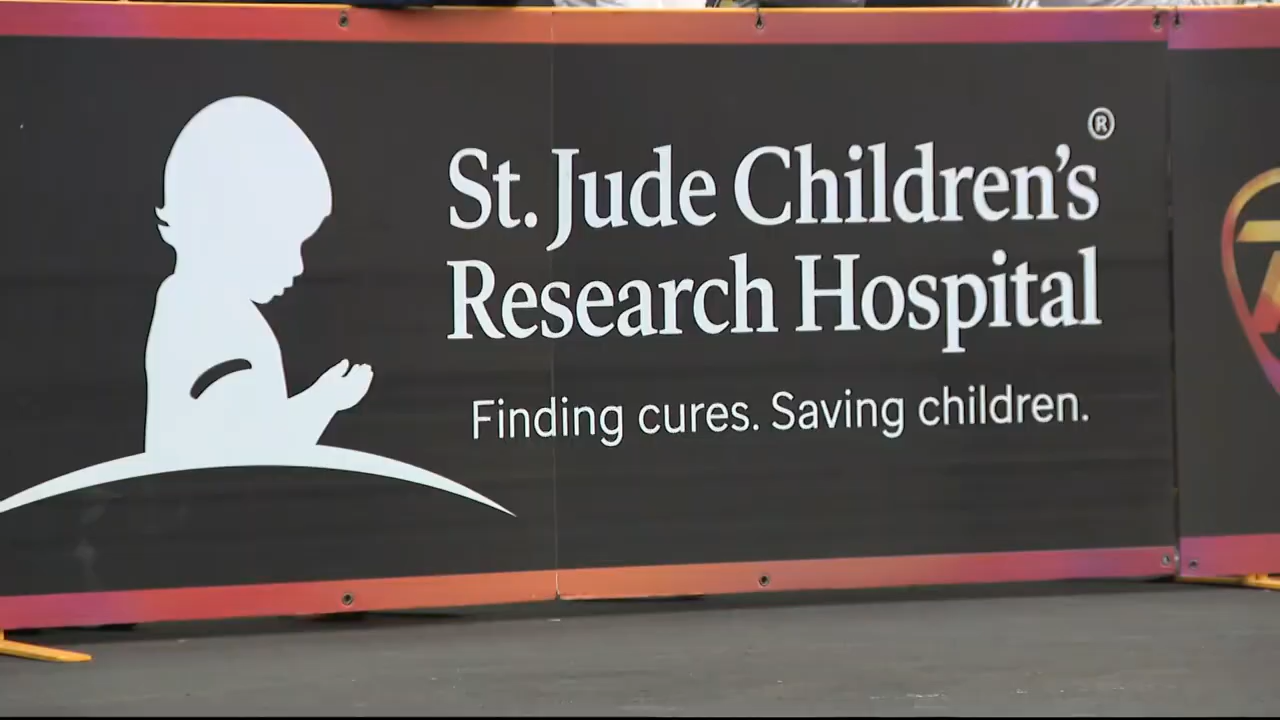 St. Jude Children's®
Research Hospital
Finding cures. Saving children.